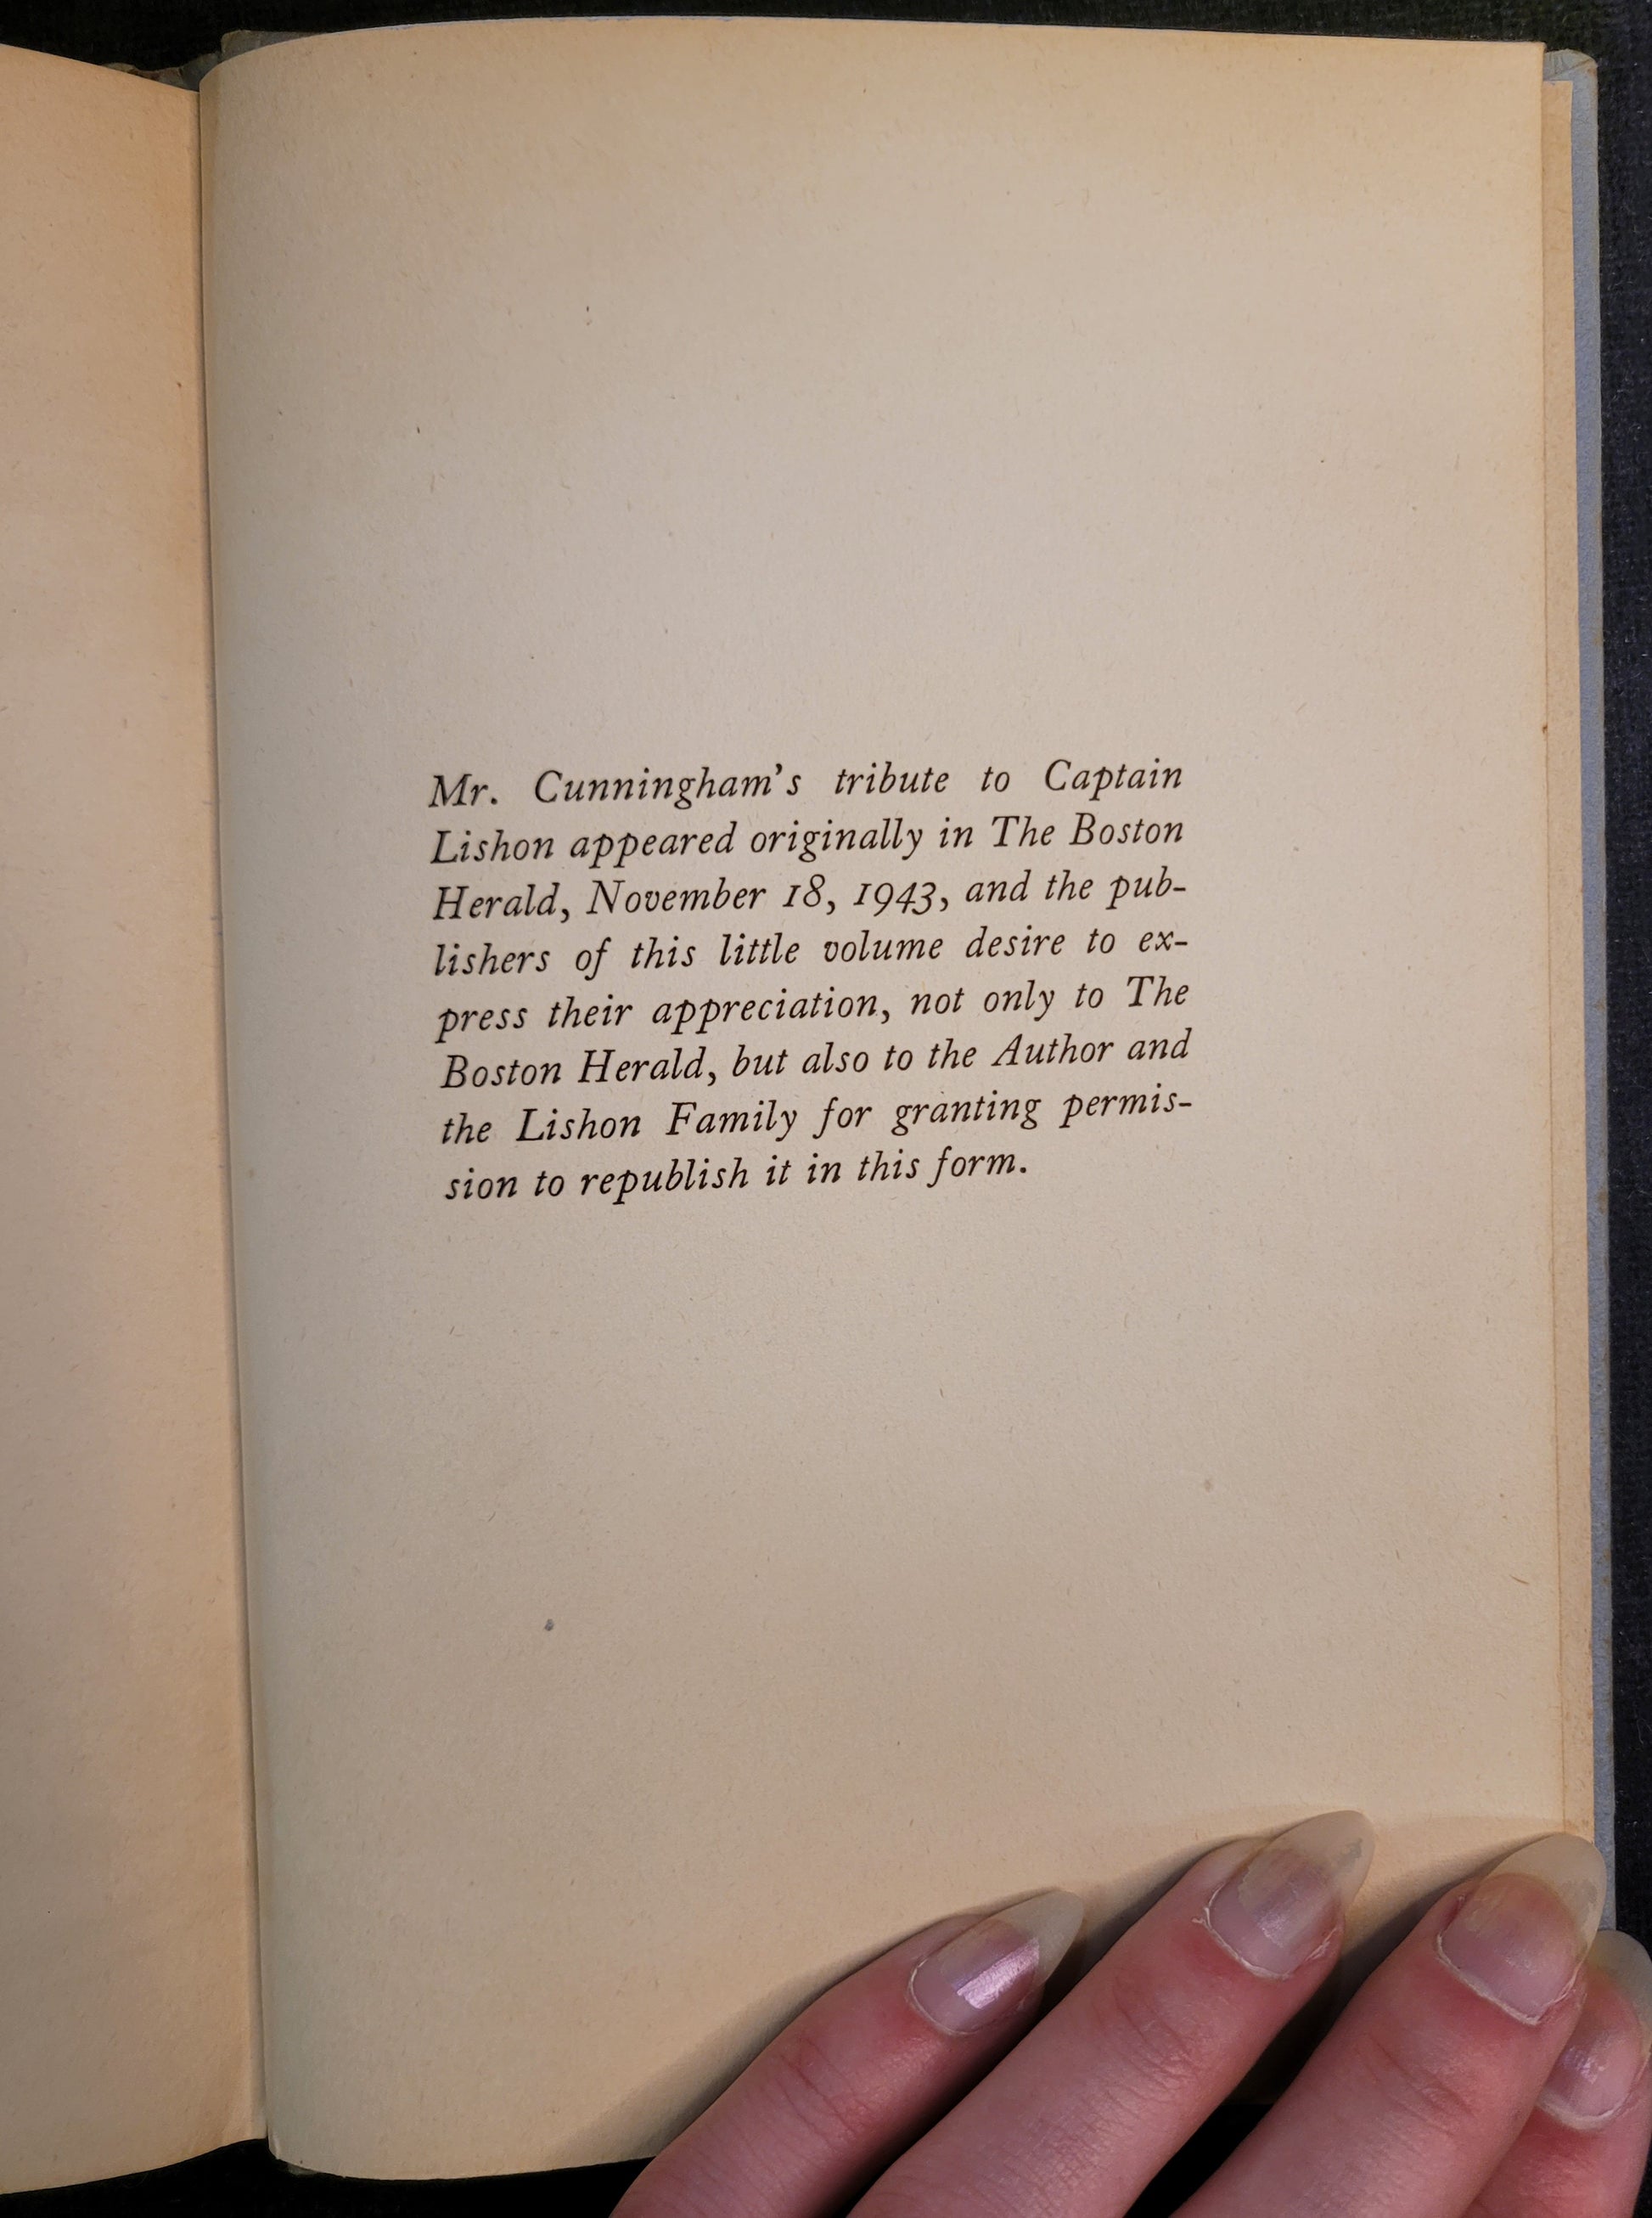 Mr. Cunningham's tribute to Captain
Lishon appeared originally in The Boston
Herald, November 18, 1943, and the pub-
lishers of this little volume desire to ex-
press their appreciation, not only to The
Boston Herald, but also to the Author and
the Lishon Family for granting permis-
sion to republish it in this form.